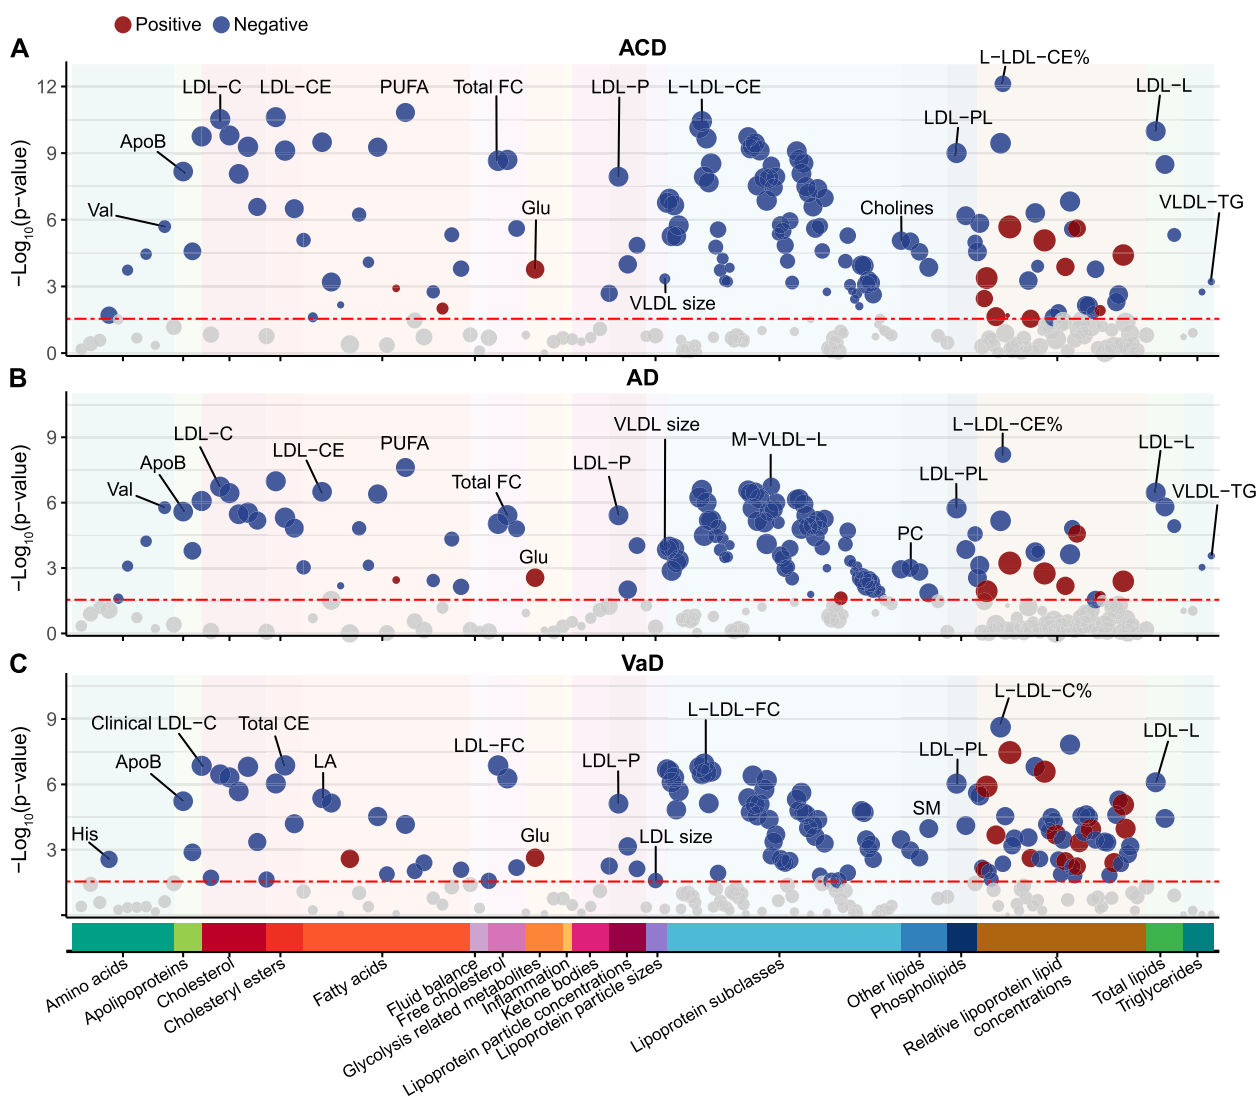 Positive Negative
A ACD
−Log10(p−value)
12
9
6
3
0
Val
ApoB
LDL−C
LDL−CE
PUFA
Total FC
Glu
LDL−P
VLDL size
L−LDL−CE
Cholines
LDL−PL
L−LDL−CE%
LDL−L
VLDL−TG
B AD
−Log10(p−value)
9
6
3
0
Val
ApoB
LDL−C
LDL−CE
PUFA
Total FC
Glu
LDL−P
VLDL size
M−VLDL−L
PC
LDL−PL
L−LDL−CE%
LDL−L
VLDL−TG
C VaD
−Log10(p−value)
9
6
3
His
ApoB
Clinical LDL−C
Total CE
LA
LDL−FC
Glu
LDL−P
LDL size
L−LDL−FC
SM
LDL−PL
L−LDL−C%
LDL−L
Amino acids
Apolipoproteins
Cholesterol
Cholesteryl esters
Fatty acids
Fluid balance
Free cholesterol
Glycolysis related metabolites
Inflammation
Ketone bodies
Lipoprotein particle concentrations
Lipoprotein particle sizes
Lipoprotein subclasses
Other lipids
Phospholipids
Relative lipoprotein lipid
concentrations
Total lipids
Triglycerides